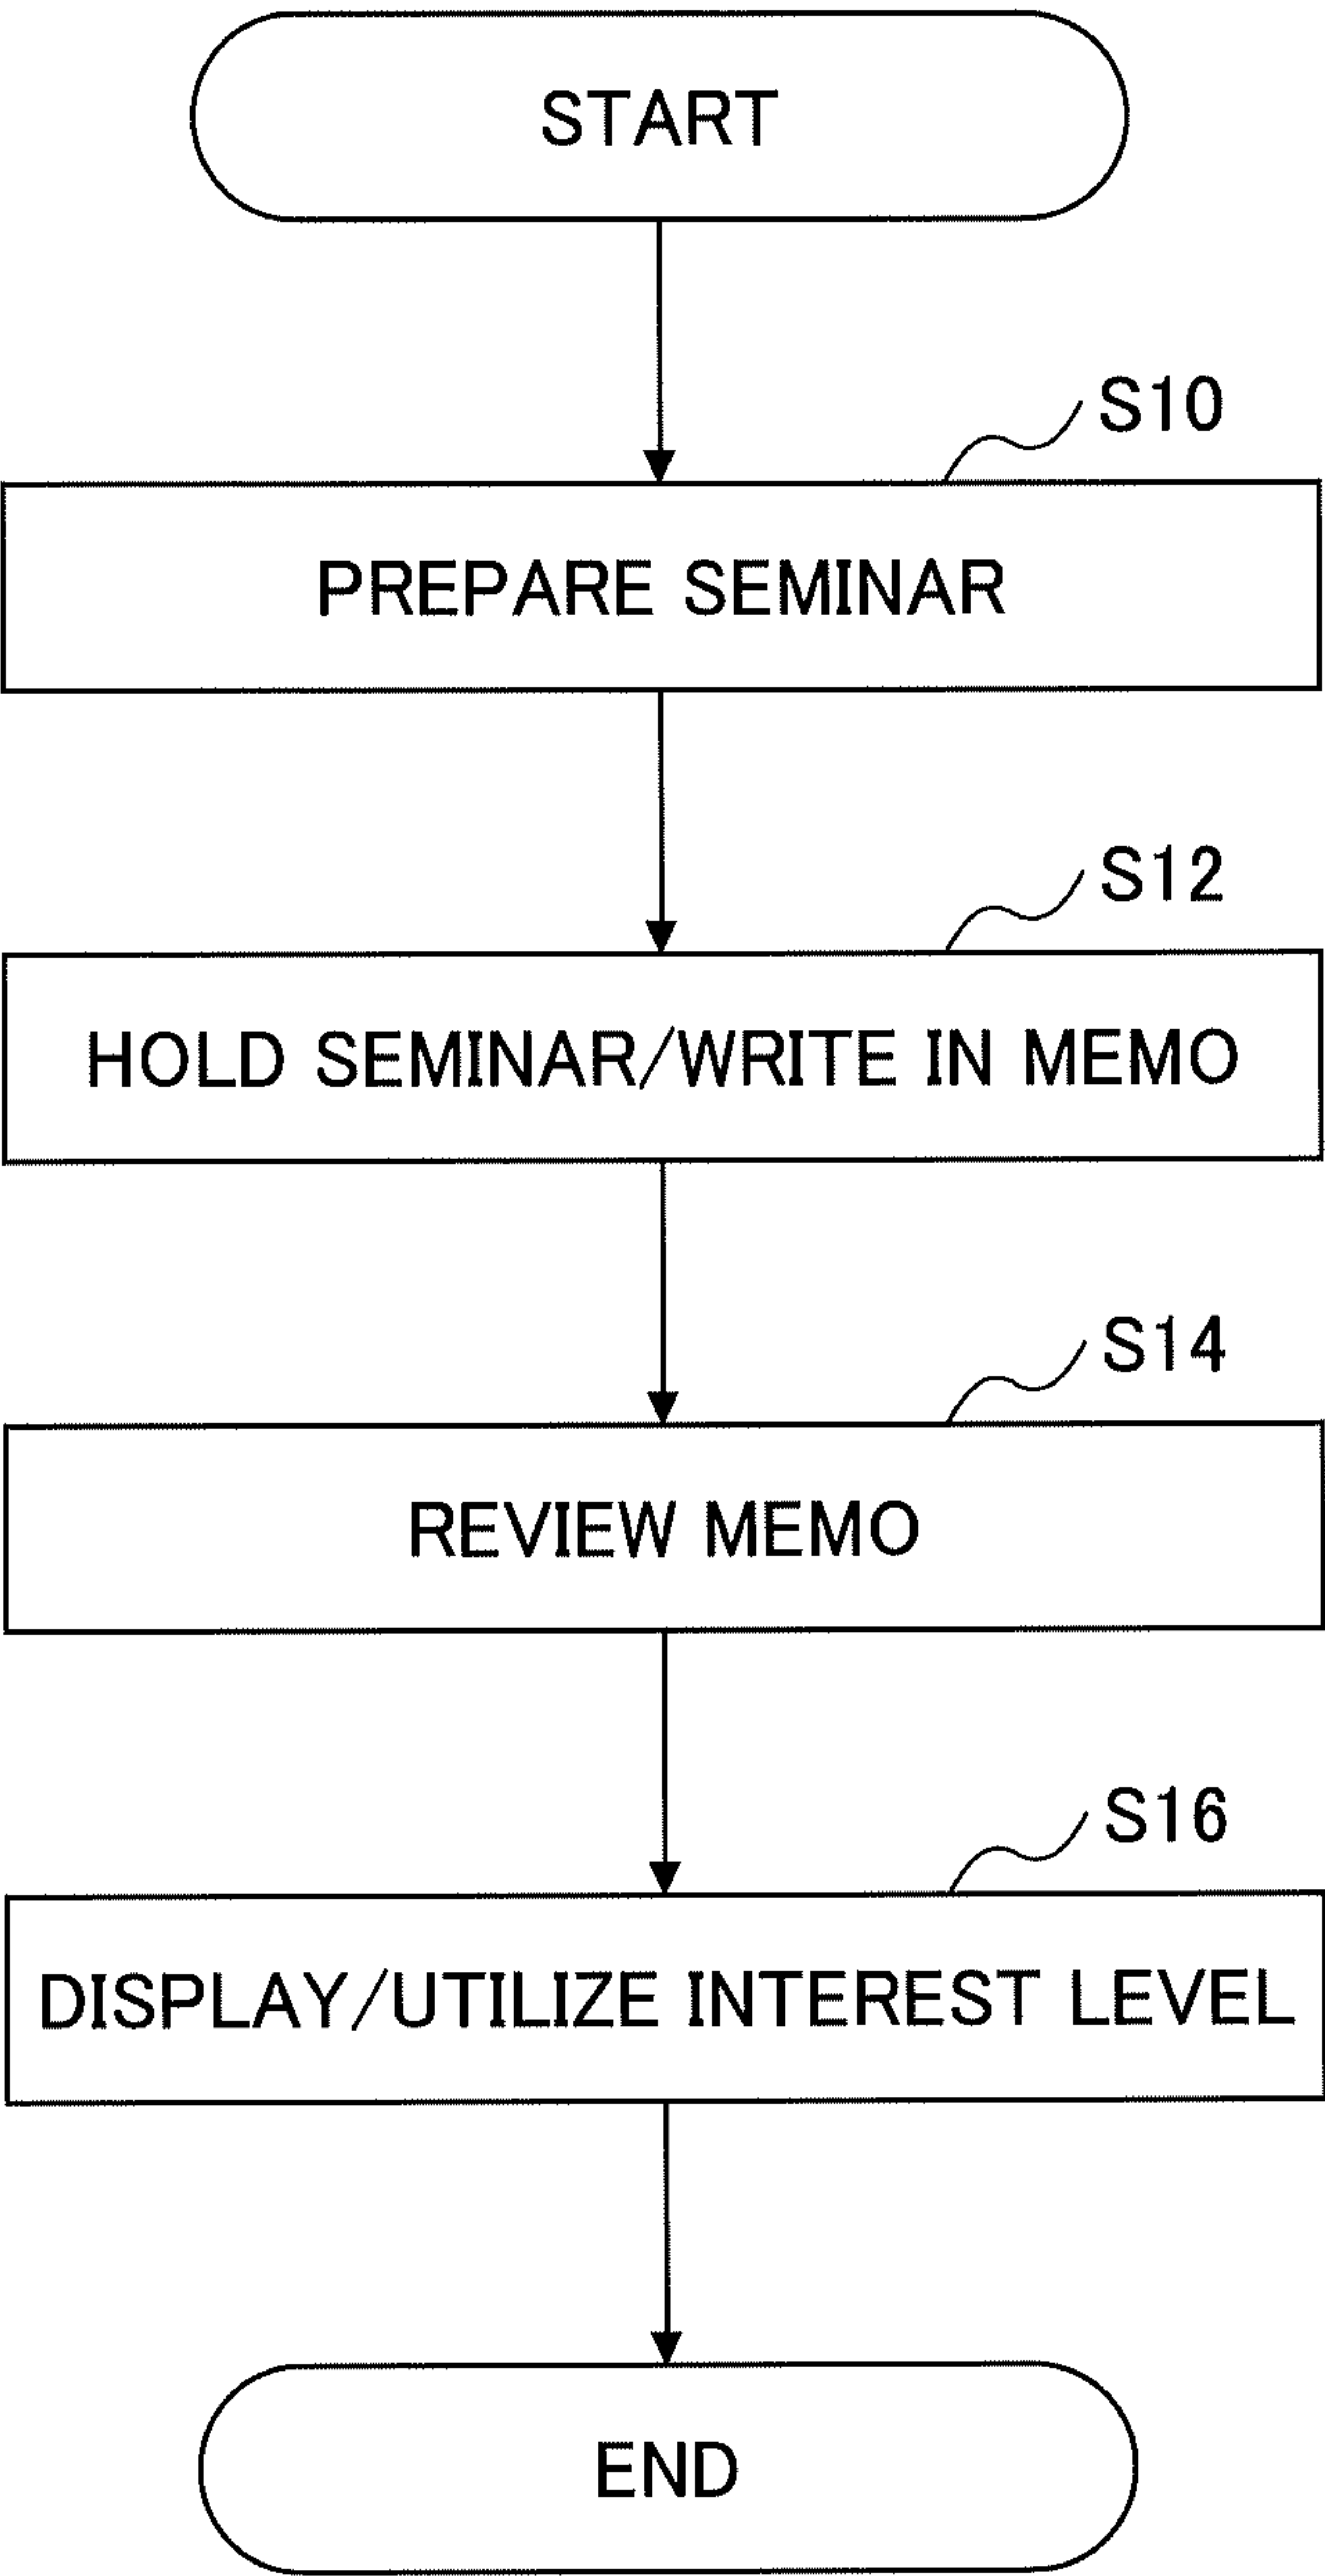 START
S10
PREPARE SEMINAR
S12
HOLD SEMINAR/WRITE IN MEMO
S14
REVIEW MEMO
S16
DISPLAY/UTILIZE INTEREST LEVEL
END